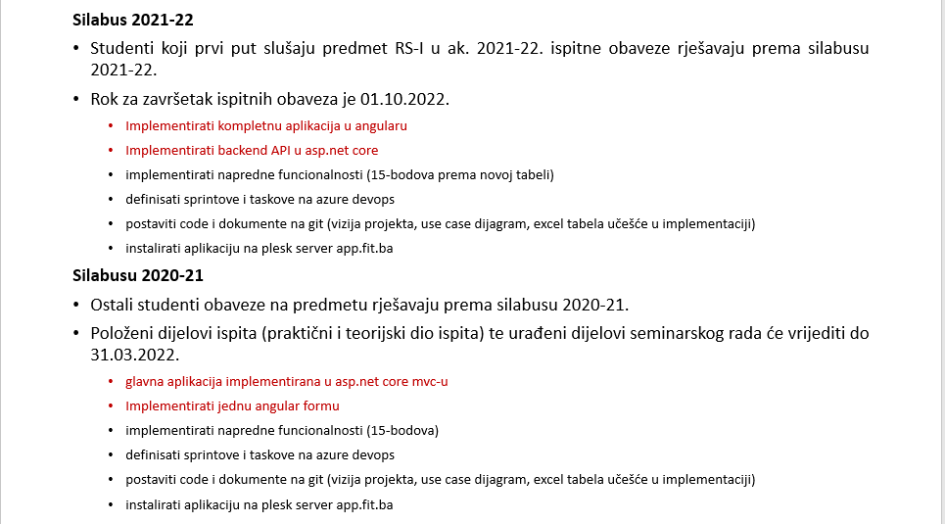 Silabus 2021-22
• Studenti koji prvi put slušaju predmet RS-I u ak. 2021-22. ispitne obaveze rješavaju prema silabusu
2021-22.
• Rok za završetak ispitnih obaveza je 01.10.2022.
• Implementirati kompletnu aplikacija u angularu
• Implementirati backend API u asp.net core
• implementirati napredne funcionalnosti (15-bodova prema novoj tabeli)
• definisati sprintove i taskove na azure devops
• postaviti code i dokumente na git (vizija projekta, use case dijagram, excel tabela učešće u implementaciji)
• instalirati aplikaciju na plesk server app.fit.ba
Silabusu 2020-21
• Ostali studenti obaveze na predmetu rješavaju prema silabusu 2020-21.
• Položeni dijelovi ispita (praktični i teorijski dio ispita) te urađeni dijelovi seminarskog rada će vrijediti do
31.03.2022.
• glavna aplikacija implementirana u asp.net core mvc-u
• Implementirati jednu angular formu
• implementirati napredne funcionalnosti (15-bodova)
• definisati sprintove i taskove na azure devops
• postaviti code i dokumente na git (vizija projekta, use case dijagram, excel tabela učešće u implementaciji)
• instalirati aplikaciju na plesk server app.fit.ba